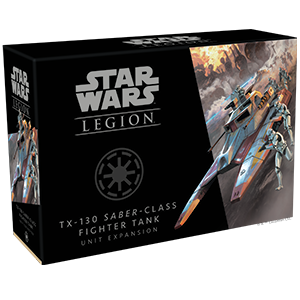 STAR
WARS
LEGION
TX-130 SABER-CLASS
FIGHTER TANK
UNIT EXPANSION